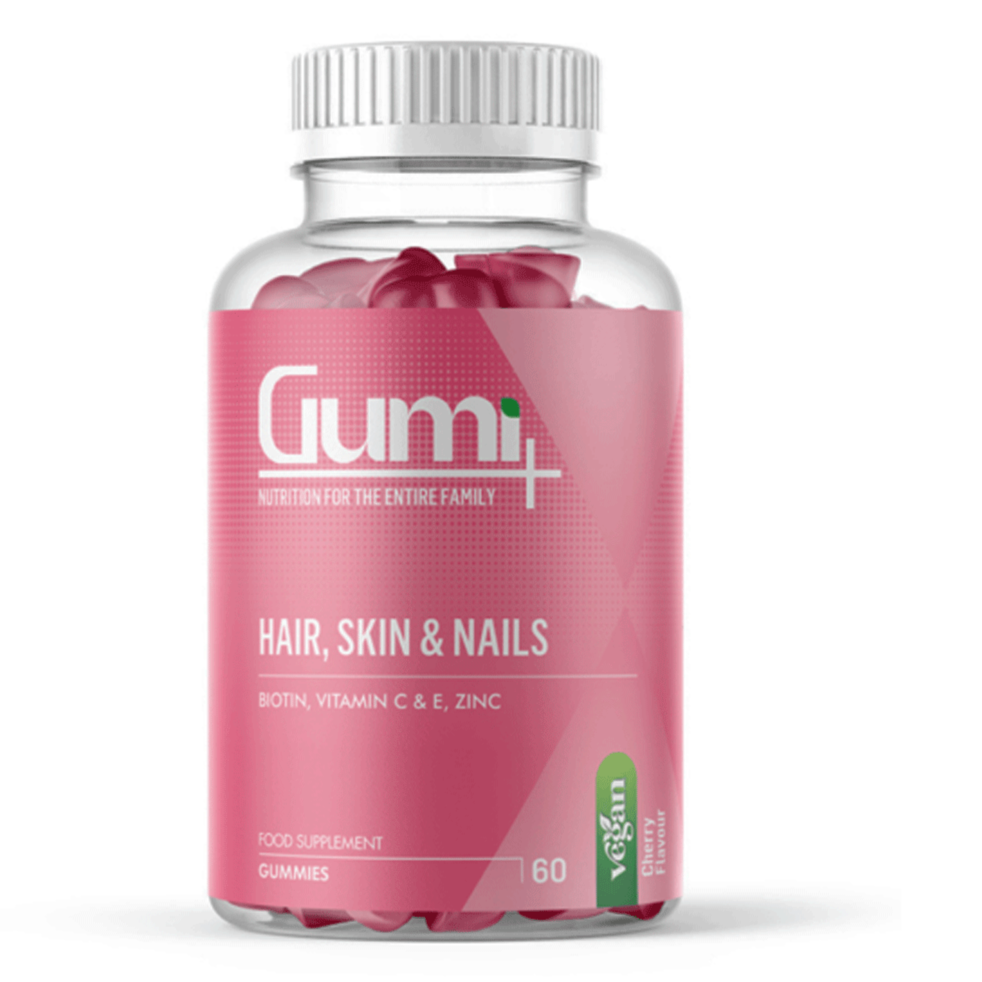 Gumi+
NUTRITION FOR THE ENTIRE FAMILY
HAIR, SKIN & NAILS
BIOTIN, VITAMIN C & E, ZINC
FOOD SUPPLEMENT
GUMMIES
60
vegan
Cherry
Flavour